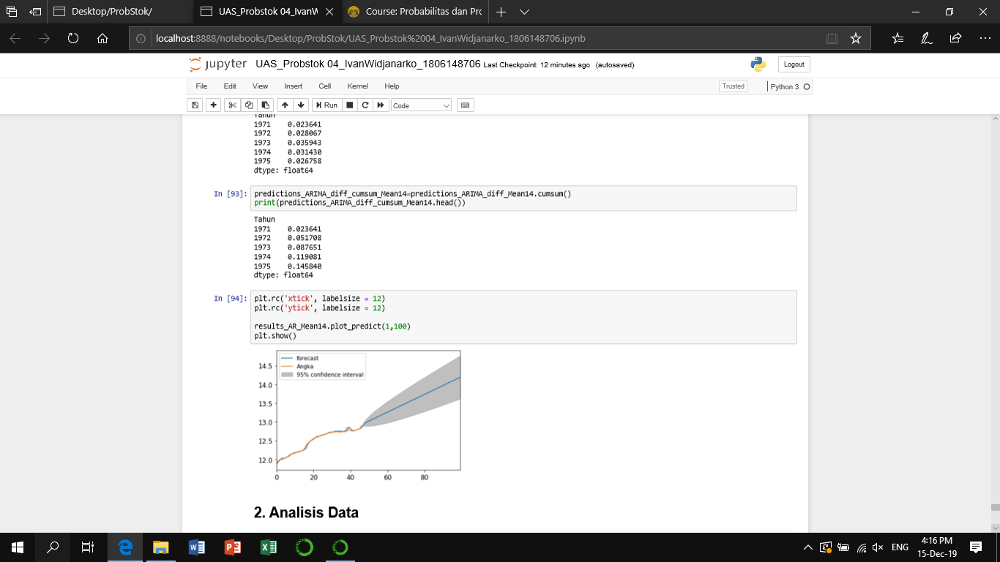 Desktop/ProbStok/
UAS_Probstok 04_IvanW
Course: Probabilitas dan Pro
localhost:8888/notebooks/Desktop/ProbStok/UAS_Probstok%2004_IvanWidjanarko_1806148706.ipynb
jupyter UAS_Probstok 04_IvanWidjanarko_1806148706 Last Checkpoint: 12 minutes ago (autosaved)
Logout
File Edit View Insert Cell Kernel Help
Trusted
Python 3
Run
Code
Tahun
1971 0.023641
1972 0.028067
1973 0.035943
1974 0.031430
1975 0.026758
dtype: float64
In [93]: predictions_ARIMA_diff_cumsum_Mean14=predictions_ARIMA_diff_Mean14.cumsum()
print(predictions_ARIMA_diff_cumsum_Mean14.head())
Tahun
1971 0.023641
1972 0.051708
1973 0.087651
1974 0.119081
1975 0.145840
dtype: float64
In [94]: plt.rc('xtick', labelsize = 12)
plt.rc('ytick', labelsize = 12)
results_AR_Mean14.plot_predict(1,100)
plt.show()
forecast
Angka
95% confidence interval
14.5
14.0
13.5
13.0
12.5
12.0
0 20 40 60 80
2. Analisis Data
ENG
4:16 PM
15-Dec-19